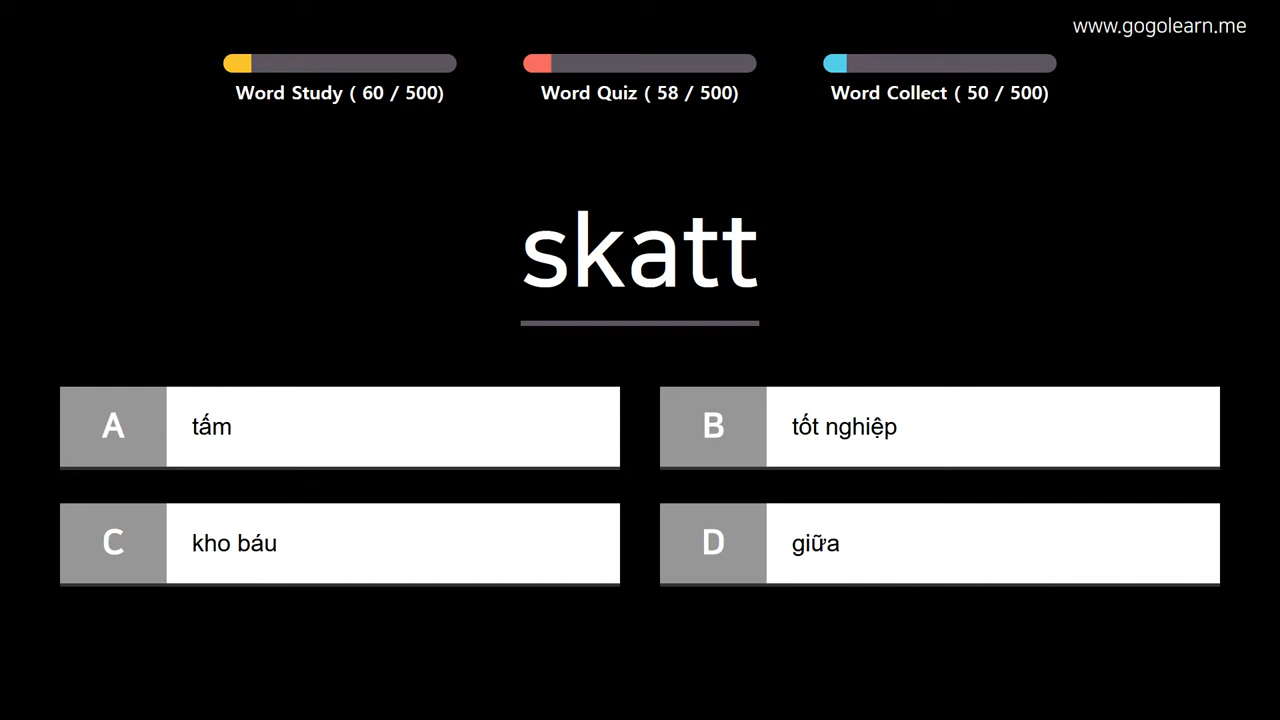 www.gogolearn.me
Word Study ( 60 / 500)
Word Quiz ( 58 / 500)
Word Collect ( 50 / 500)
skatt
A tấm
B tốt nghiệp
C kho báu
D giữa